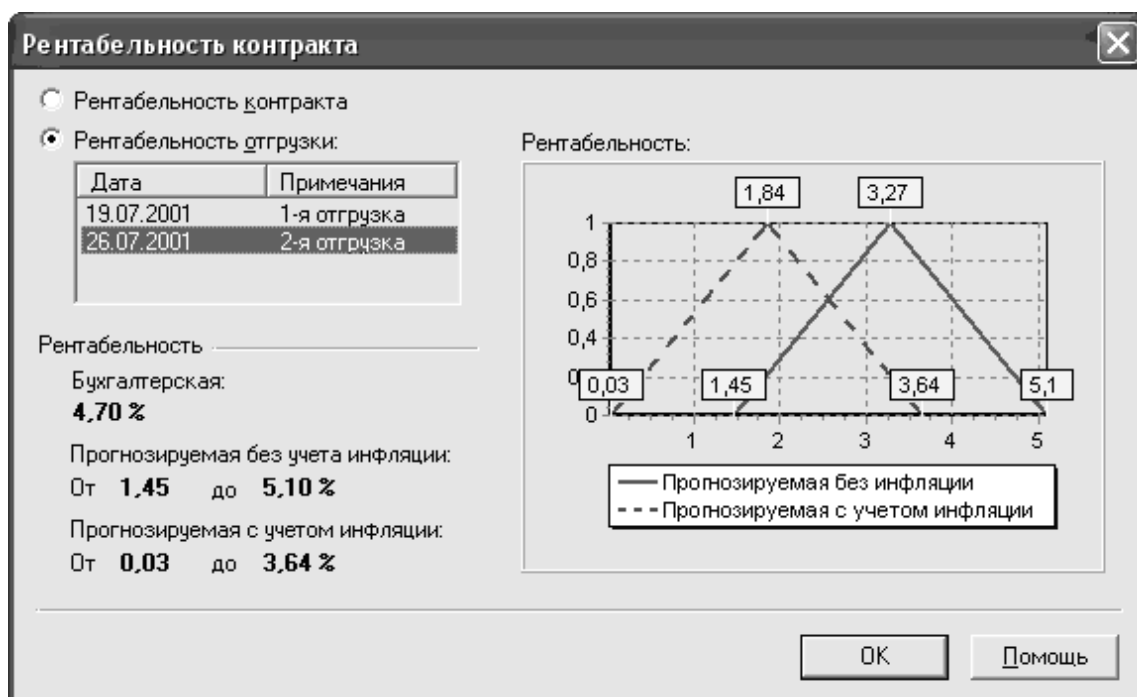 Рентабельность контракта
Рентабельность контракта
Рентабельность отгрузки:
Дата Примечания
19.07.2001 1-я отгрузка
26.07.2001 2-я отгрузка
Рентабельность
Бухгалтерская:
4,70 %
Прогнозируемая без учета инфляции:
От 1,45 до 5,10 %
Прогнозируемая с учетом инфляции:
От 0,03 до 3,64 %
Рентабельность:
1,84 3,27
1
0,8
0,6
0,4
0 0,03 1,45 3,64 5,1
0
1 2 3 4 5
Прогнозируемая без инфляции
Прогнозируемая с учетом инфляции
OK Помощь